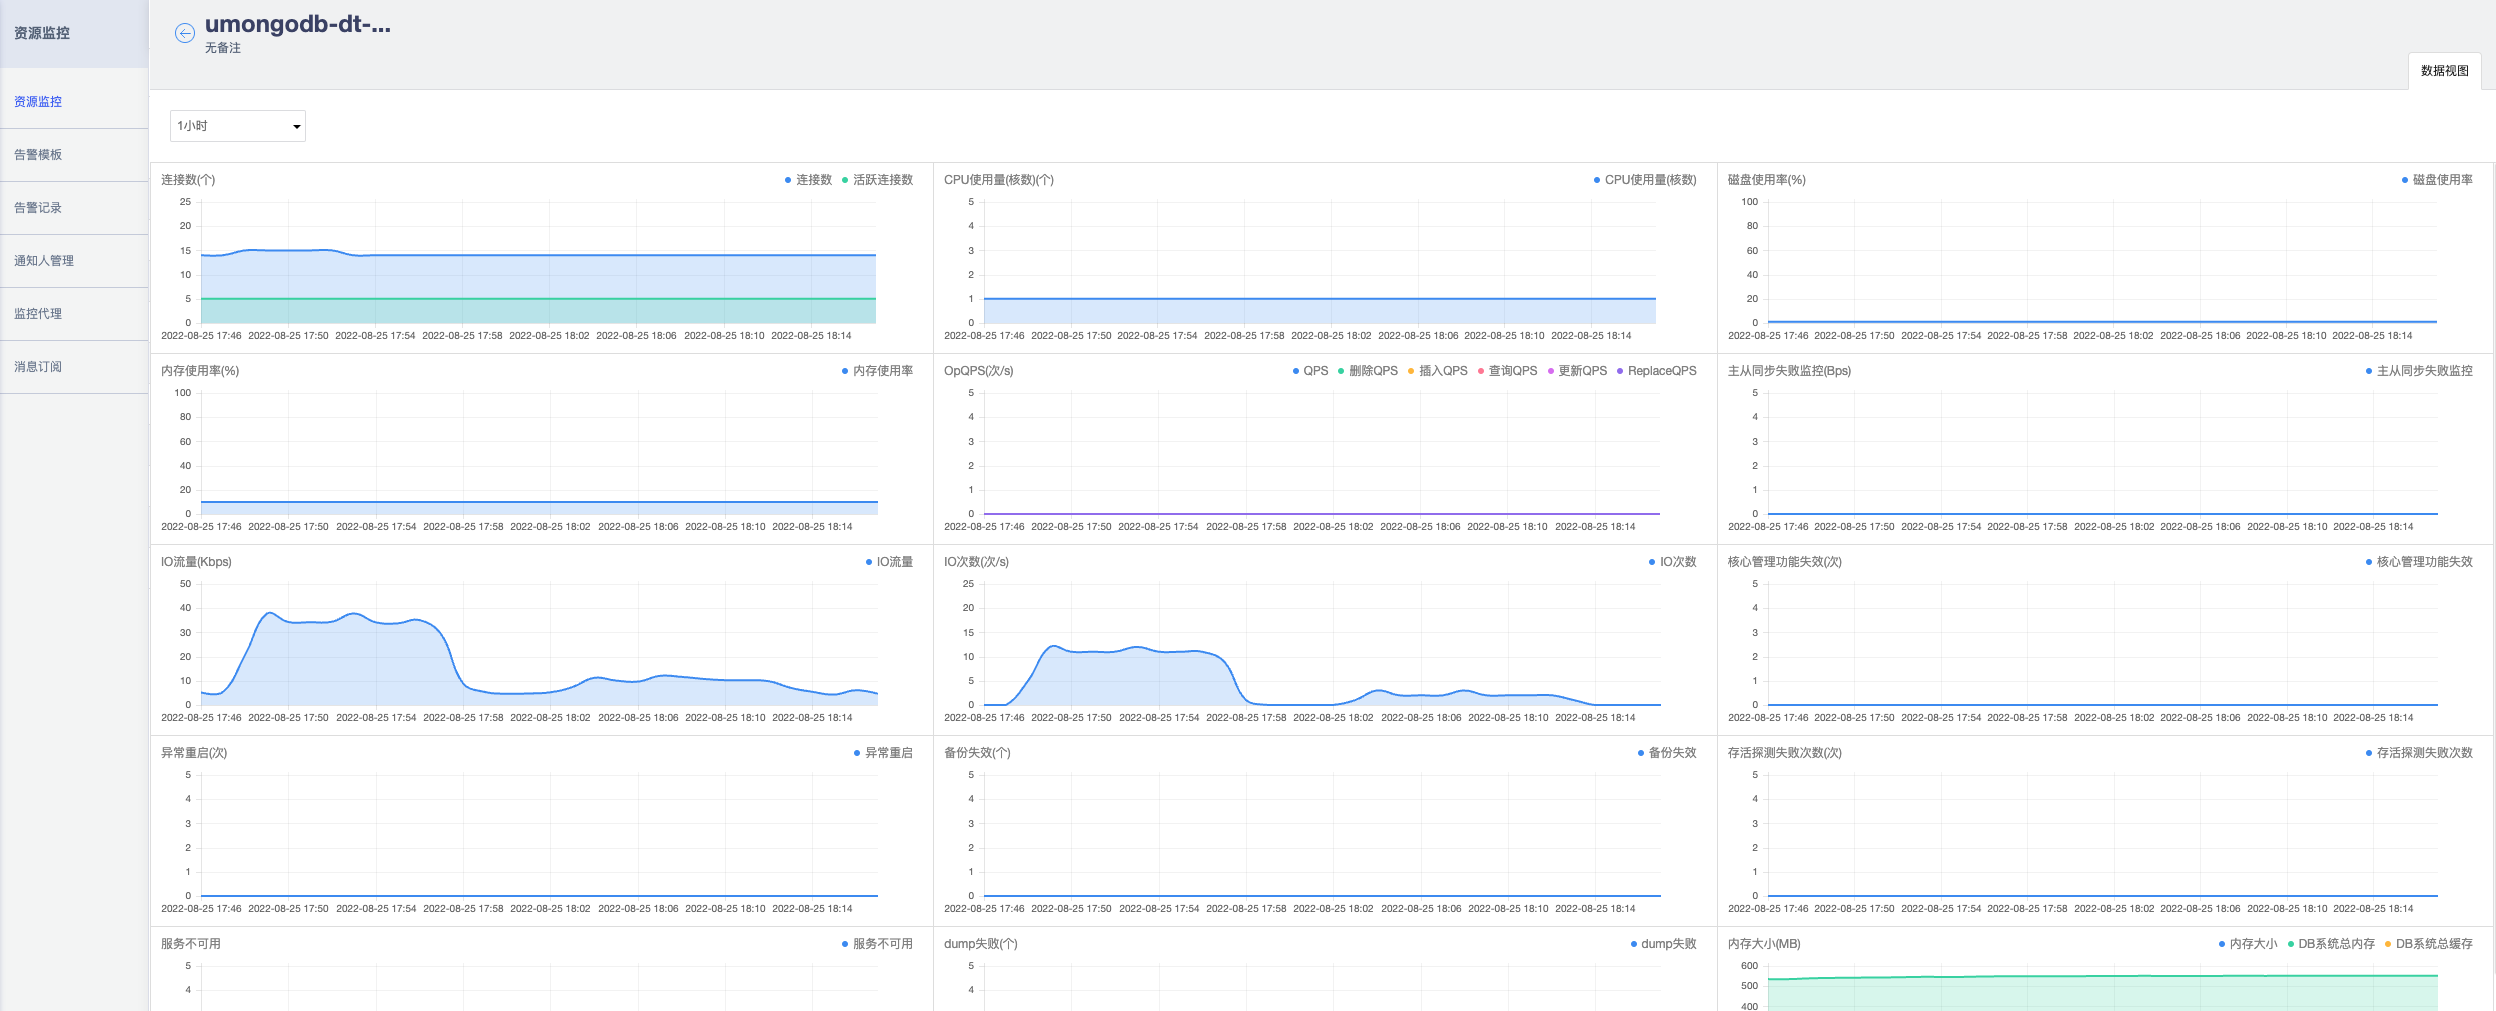 资源监控
资源监控
告警模板
告警记录
通知人管理
监控代理
消息订阅
umongodb-dt-...
无备注
数据视图
1小时
连接数(个)
连接数 活跃连接数
25
20
15
10
5
0
2022-08-25 17:46 2022-08-25 17:50 2022-08-25 17:54 2022-08-25 17:58 2022-08-25 18:02 2022-08-25 18:06 2022-08-25 18:10 2022-08-25 18:14
CPU使用量(核数)(个)
CPU使用量(核数)
5
4
3
2
1
0
2022-08-25 17:46 2022-08-25 17:50 2022-08-25 17:54 2022-08-25 17:58 2022-08-25 18:02 2022-08-25 18:06 2022-08-25 18:10 2022-08-25 18:14
磁盘使用率(%)
磁盘使用率
100
80
60
40
20
0
2022-08-25 17:46 2022-08-25 17:50 2022-08-25 17:54 2022-08-25 17:58 2022-08-25 18:02 2022-08-25 18:06 2022-08-25 18:10 2022-08-25 18:14
内存使用率(%)
内存使用率
100
80
60
40
20
0
2022-08-25 17:46 2022-08-25 17:50 2022-08-25 17:54 2022-08-25 17:58 2022-08-25 18:02 2022-08-25 18:06 2022-08-25 18:10 2022-08-25 18:14
OpQPS(次/s)
QPS 删除QPS 插入QPS 查询QPS 更新QPS ReplaceQPS
5
4
3
2
1
0
2022-08-25 17:46 2022-08-25 17:50 2022-08-25 17:54 2022-08-25 17:58 2022-08-25 18:02 2022-08-25 18:06 2022-08-25 18:10 2022-08-25 18:14
主从同步失败监控(Bps)
主从同步失败监控
5
4
3
2
1
0
2022-08-25 17:46 2022-08-25 17:50 2022-08-25 17:54 2022-08-25 17:58 2022-08-25 18:02 2022-08-25 18:06 2022-08-25 18:10 2022-08-25 18:14
IO流量(Kbps)
IO流量
50
40
30
20
10
0
2022-08-25 17:46 2022-08-25 17:50 2022-08-25 17:54 2022-08-25 17:58 2022-08-25 18:02 2022-08-25 18:06 2022-08-25 18:10 2022-08-25 18:14
IO次数(次/s)
IO次数
25
20
15
10
5
0
2022-08-25 17:46 2022-08-25 17:50 2022-08-25 17:54 2022-08-25 17:58 2022-08-25 18:02 2022-08-25 18:06 2022-08-25 18:10 2022-08-25 18:14
核心管理功能失效(次)
核心管理功能失效
5
4
3
2
1
0
2022-08-25 17:46 2022-08-25 17:50 2022-08-25 17:54 2022-08-25 17:58 2022-08-25 18:02 2022-08-25 18:06 2022-08-25 18:10 2022-08-25 18:14
异常重启(次)
异常重启
5
4
3
2
1
0
2022-08-25 17:46 2022-08-25 17:50 2022-08-25 17:54 2022-08-25 17:58 2022-08-25 18:02 2022-08-25 18:06 2022-08-25 18:10 2022-08-25 18:14
备份失效(个)
备份失效
5
4
3
2
1
0
2022-08-25 17:46 2022-08-25 17:50 2022-08-25 17:54 2022-08-25 17:58 2022-08-25 18:02 2022-08-25 18:06 2022-08-25 18:10 2022-08-25 18:14
存活探测失败次数(次)
存活探测失败次数
5
4
3
2
1
0
2022-08-25 17:46 2022-08-25 17:50 2022-08-25 17:54 2022-08-25 17:58 2022-08-25 18:02 2022-08-25 18:06 2022-08-25 18:10 2022-08-25 18:14
服务不可用
服务不可用
5
4
dump失败(个)
dump失败
5
4
内存大小(MB)
内存大小 DB系统总内存 DB系统总缓存
600
500
400